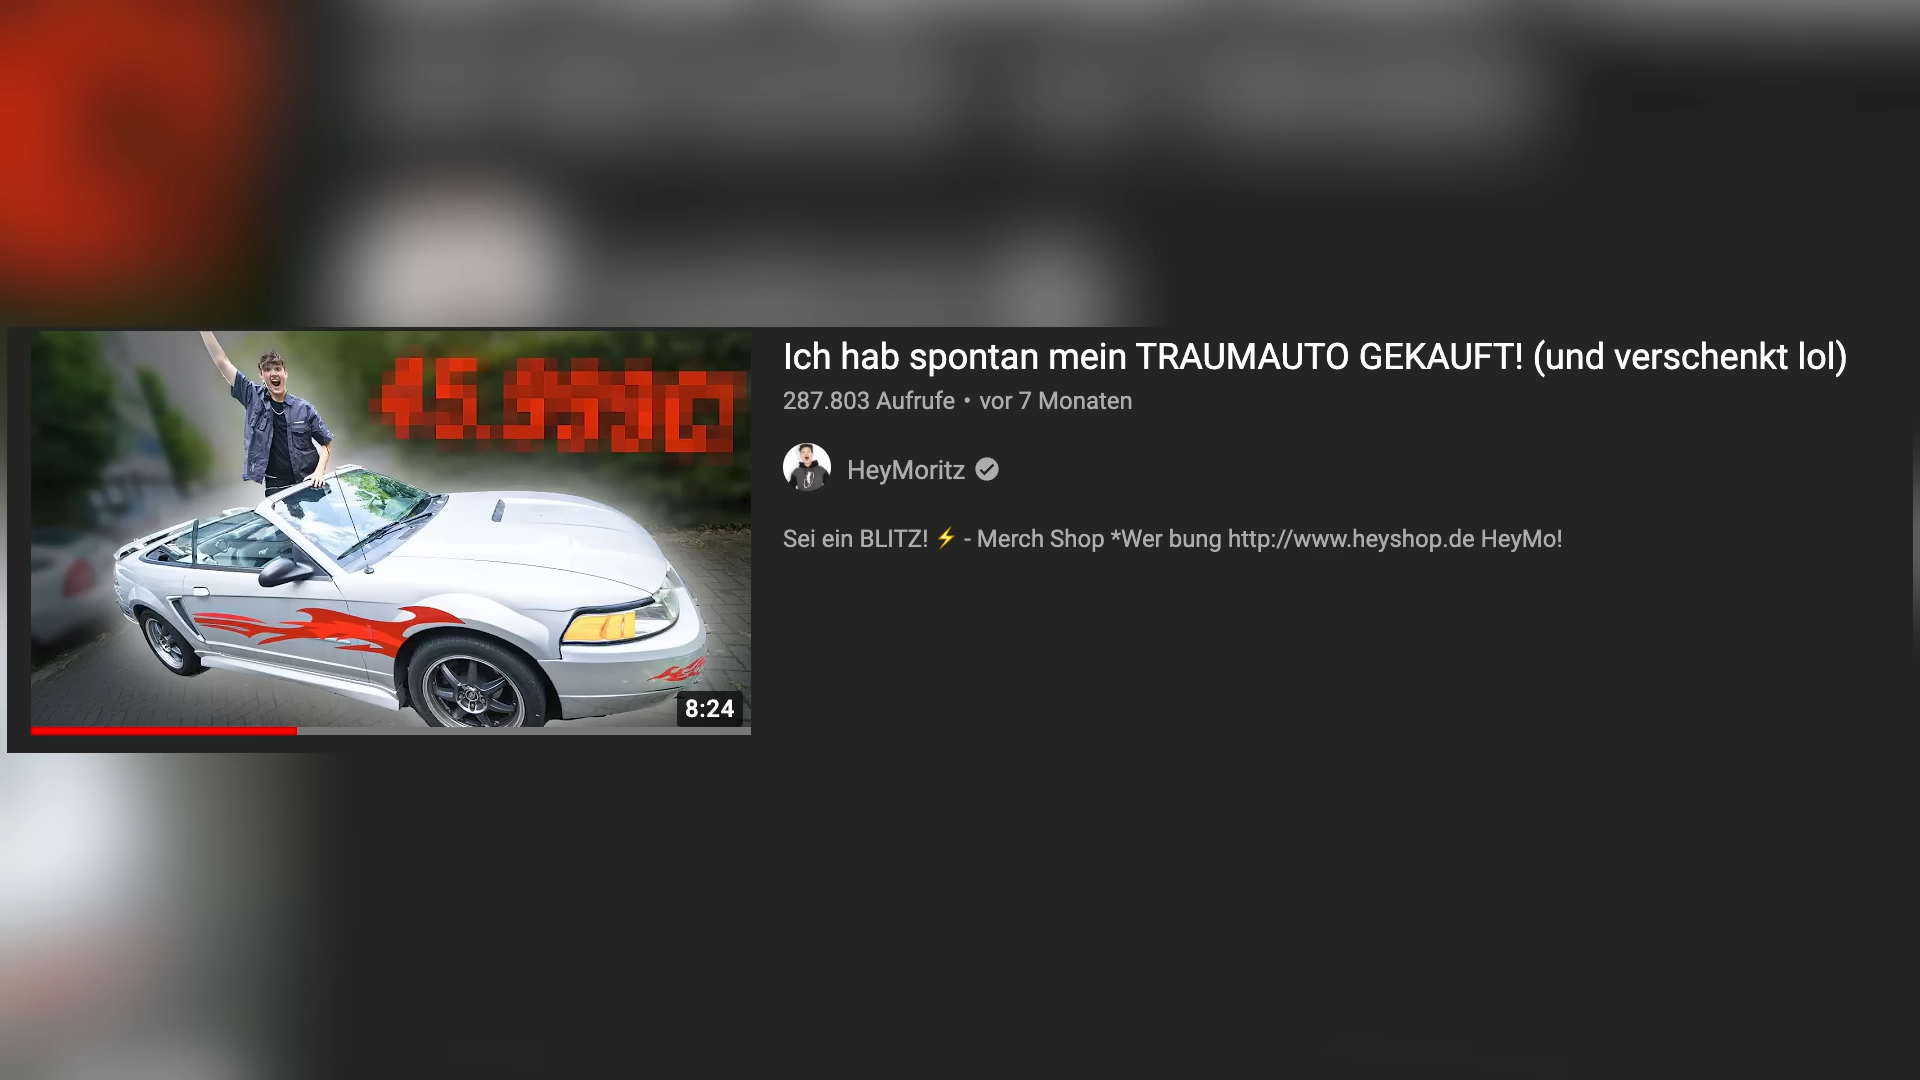 Ich hab spontan mein TRAUMAUTO GEKAUFT! (und verschenkt lol)
287.803 Aufrufe • vor 7 Monaten
HeyMoritz
Sei ein BLITZ! ⚡ - Merch Shop *Wer bung http://www.heyshop.de HeyMo!
8:24